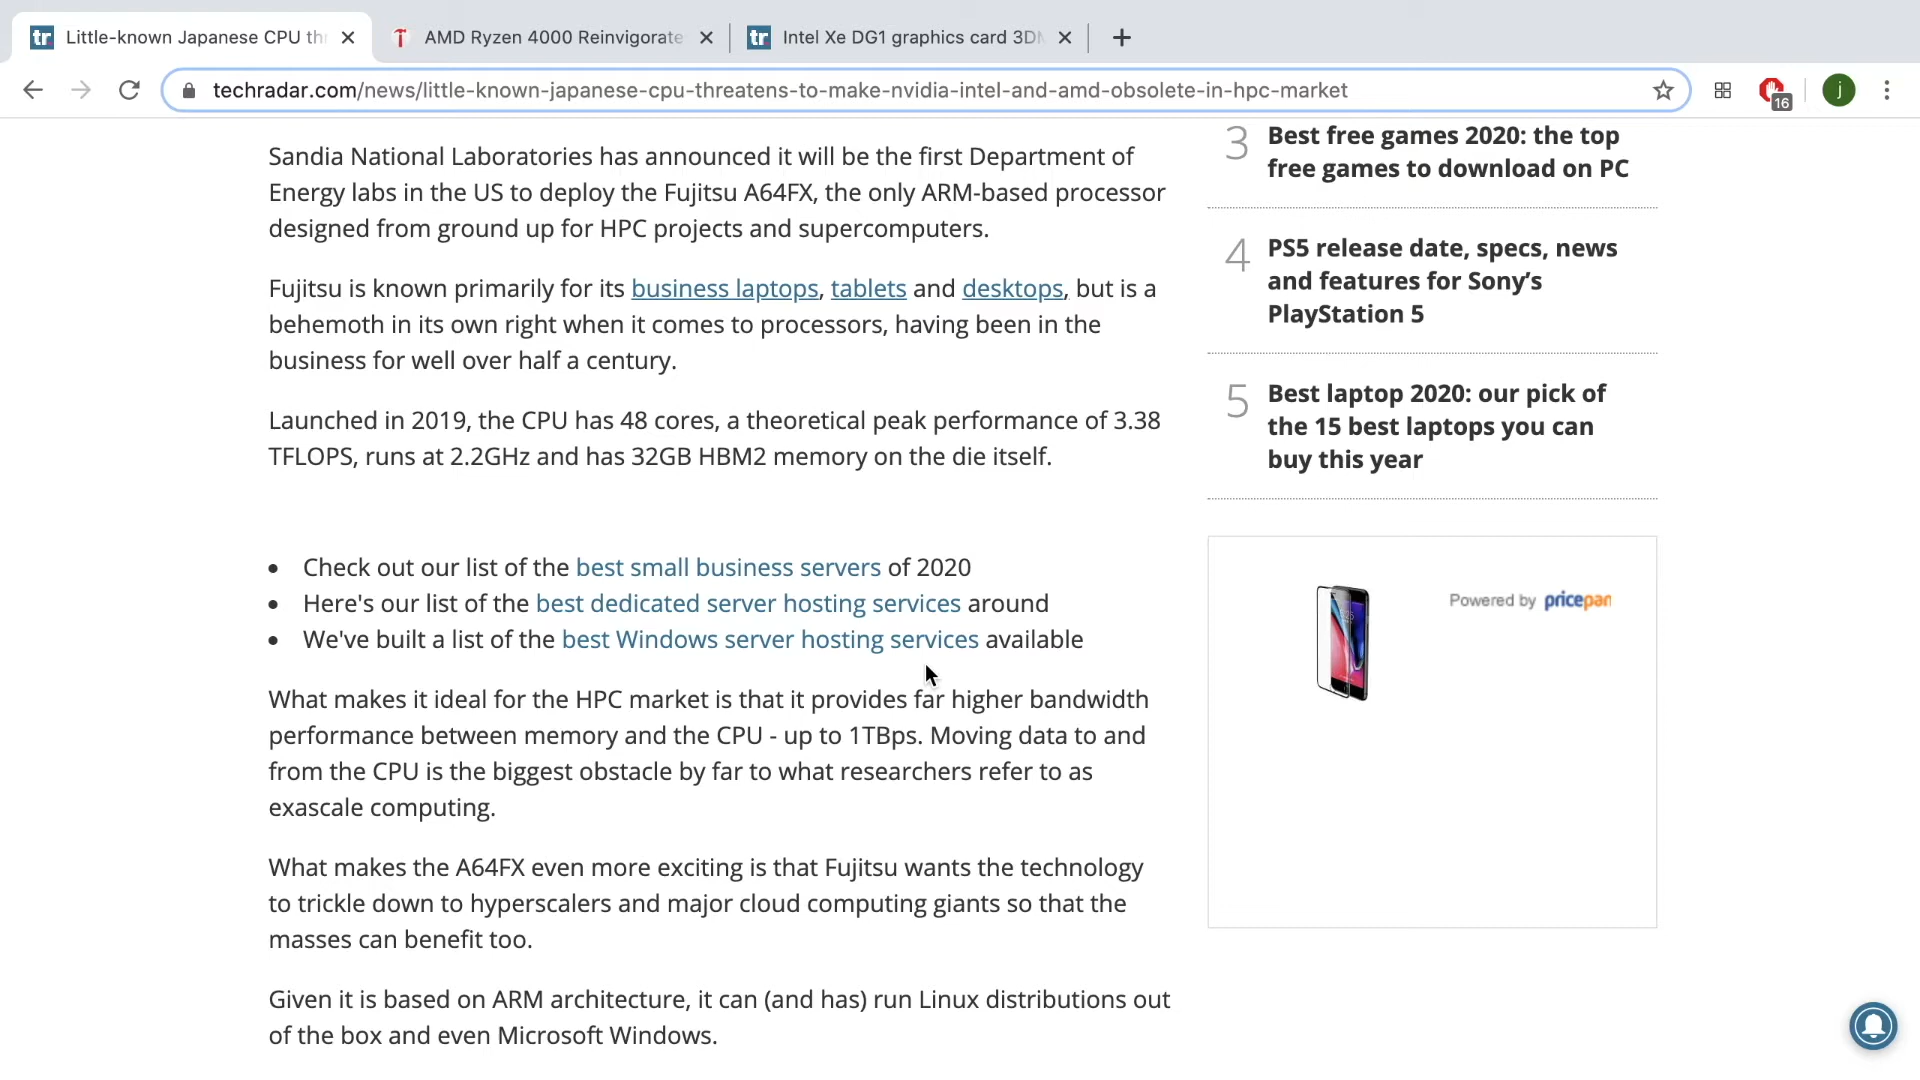 tr Little-known Japanese CPU th
T AMD Ryzen 4000 Reinvigorate
tr Intel Xe DG1 graphics card 3D
techradar.com/news/little-known-japanese-cpu-threatens-to-make-nvidia-intel-and-amd-obsolete-in-hpc-market
16
j
Sandia National Laboratories has announced it will be the first Department of
Energy labs in the US to deploy the Fujitsu A64FX, the only ARM-based processor
designed from ground up for HPC projects and supercomputers.
Fujitsu is known primarily for its business laptops, tablets and desktops, but is a
behemoth in its own right when it comes to processors, having been in the
business for well over half a century.
Launched in 2019, the CPU has 48 cores, a theoretical peak performance of 3.38
TFLOPS, runs at 2.2GHz and has 32GB HBM2 memory on the die itself.
• Check out our list of the best small business servers of 2020
• Here's our list of the best dedicated server hosting services around
• We've built a list of the best Windows server hosting services available
What makes it ideal for the HPC market is that it provides far higher bandwidth
performance between memory and the CPU - up to 1TBps. Moving data to and
from the CPU is the biggest obstacle by far to what researchers refer to as
exascale computing.
What makes the A64FX even more exciting is that Fujitsu wants the technology
to trickle down to hyperscalers and major cloud computing giants so that the
masses can benefit too.
Given it is based on ARM architecture, it can (and has) run Linux distributions out
of the box and even Microsoft Windows.
3 Best free games 2020: the top
free games to download on PC
4 PS5 release date, specs, news
and features for Sony’s
PlayStation 5
5 Best laptop 2020: our pick of
the 15 best laptops you can
buy this year
Powered by pricepan